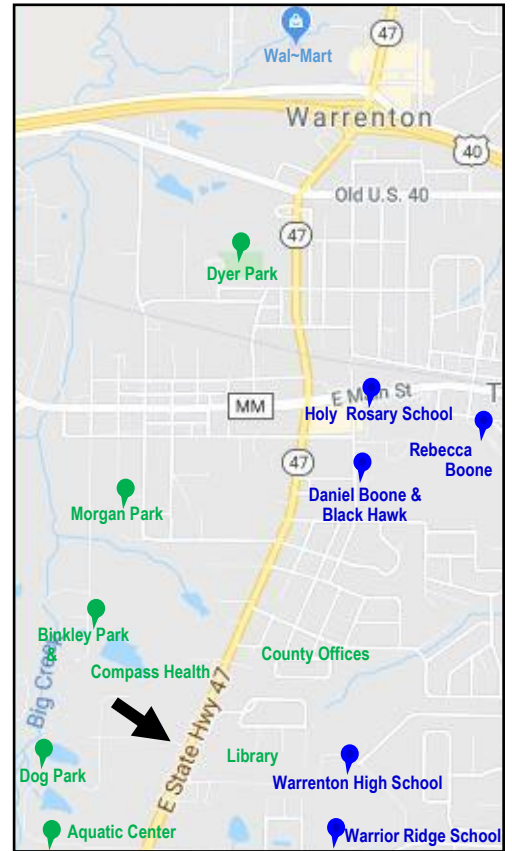 47
Wal~Mart
Warrenton
40
Old U.S. 40
47
Dyer Park
E Main St
MM
T
Holy Rosary School
Rebecca
Boone
47
Daniel Boone &
Black Hawk
Morgan Park
Binkley Park
&
Big Creek
Compass Health
County Offices
E State Hwy 47
Library
Dog Park
Warrenton High School
Aquatic Center
Warrior Ridge School